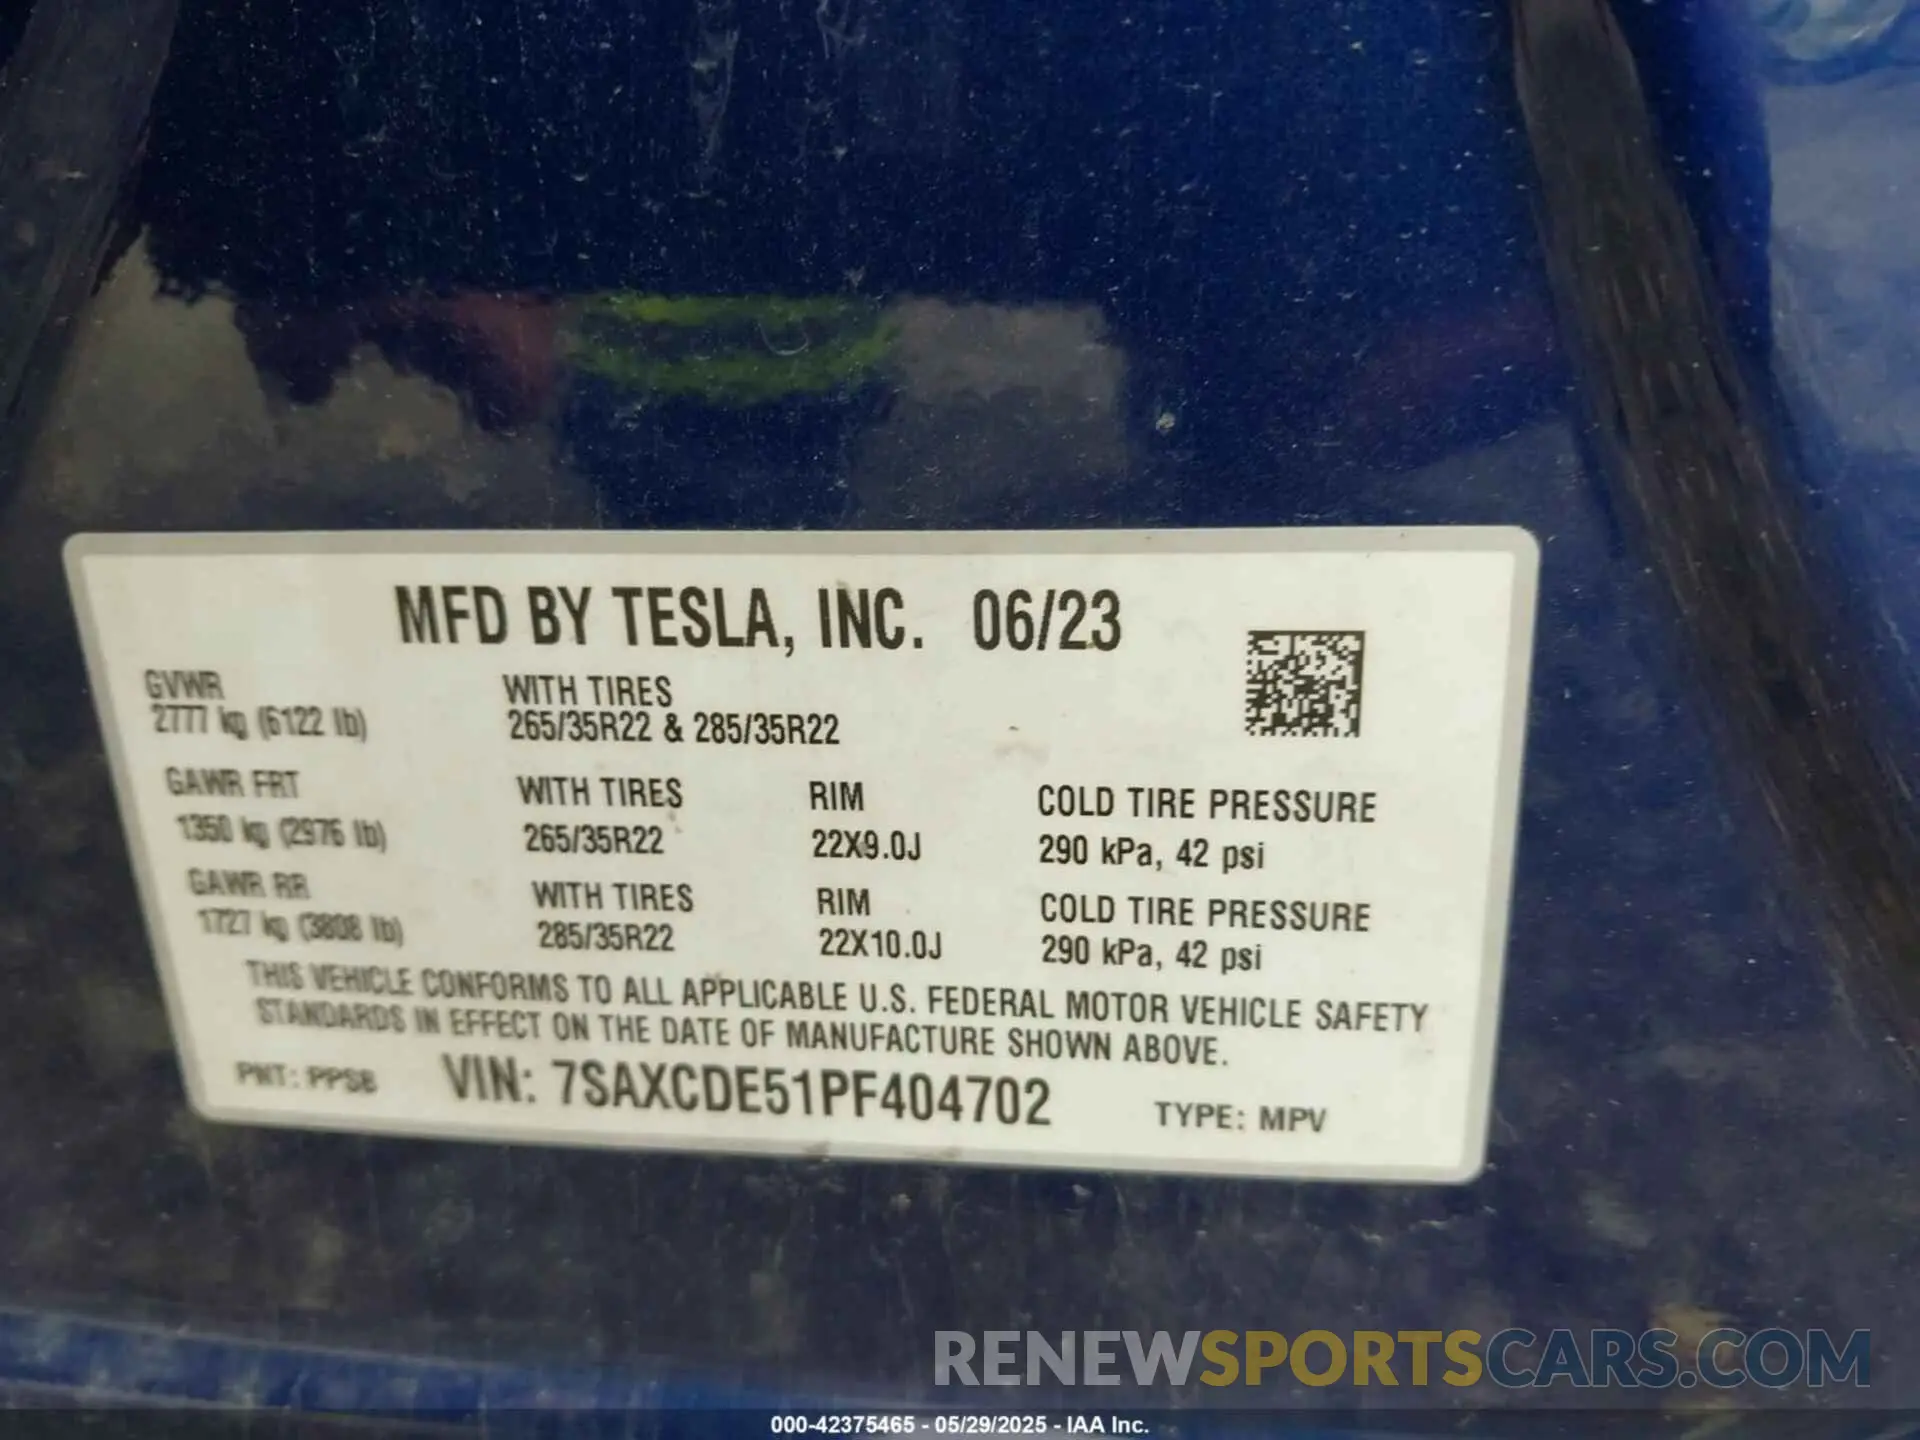 MFD BY TESLA, INC. 06/23
GVWR WITH TIRES
2777 kg (6122 lb) 265/35R22 & 285/35R22
GAWR FRT WITH TIRES RIM COLD TIRE PRESSURE
1350 kg (2976 lb) 265/35R22 22X9.0J 290 kPa, 42 psi
GAWR RR WITH TIRES RIM COLD TIRE PRESSURE
1727 kg (3808 lb) 285/35R22 22X10.0J 290 kPa, 42 psi
THIS VEHICLE CONFORMS TO ALL APPLICABLE U.S. FEDERAL MOTOR VEHICLE SAFETY
STANDARDS IN EFFECT ON THE DATE OF MANUFACTURE SHOWN ABOVE.
PNT: PPSB VIN: 7SAXCDE51PF404702 TYPE: MPV
RENEWSPORTSCARS.COM
000-42375465 - 05/29/2025 - IAA Inc.